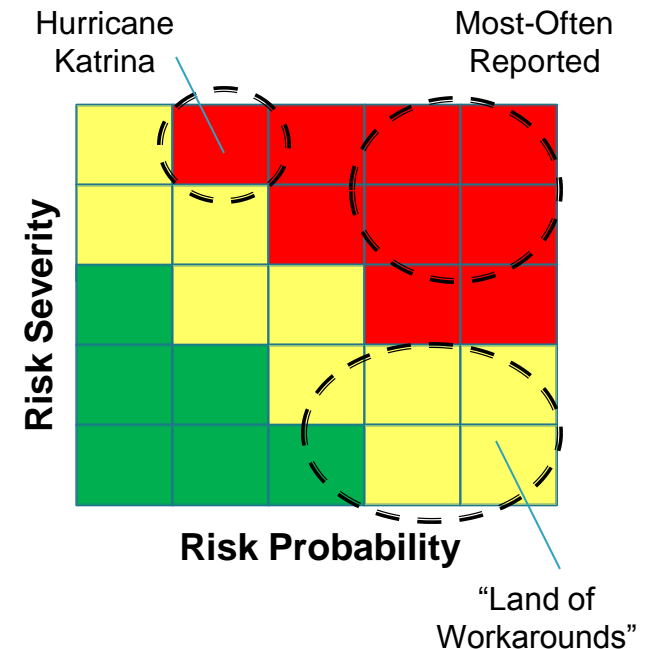 Hurricane
Katrina
Most-Often
Reported
Risk Severity
Risk Probability
“Land of
Workarounds”